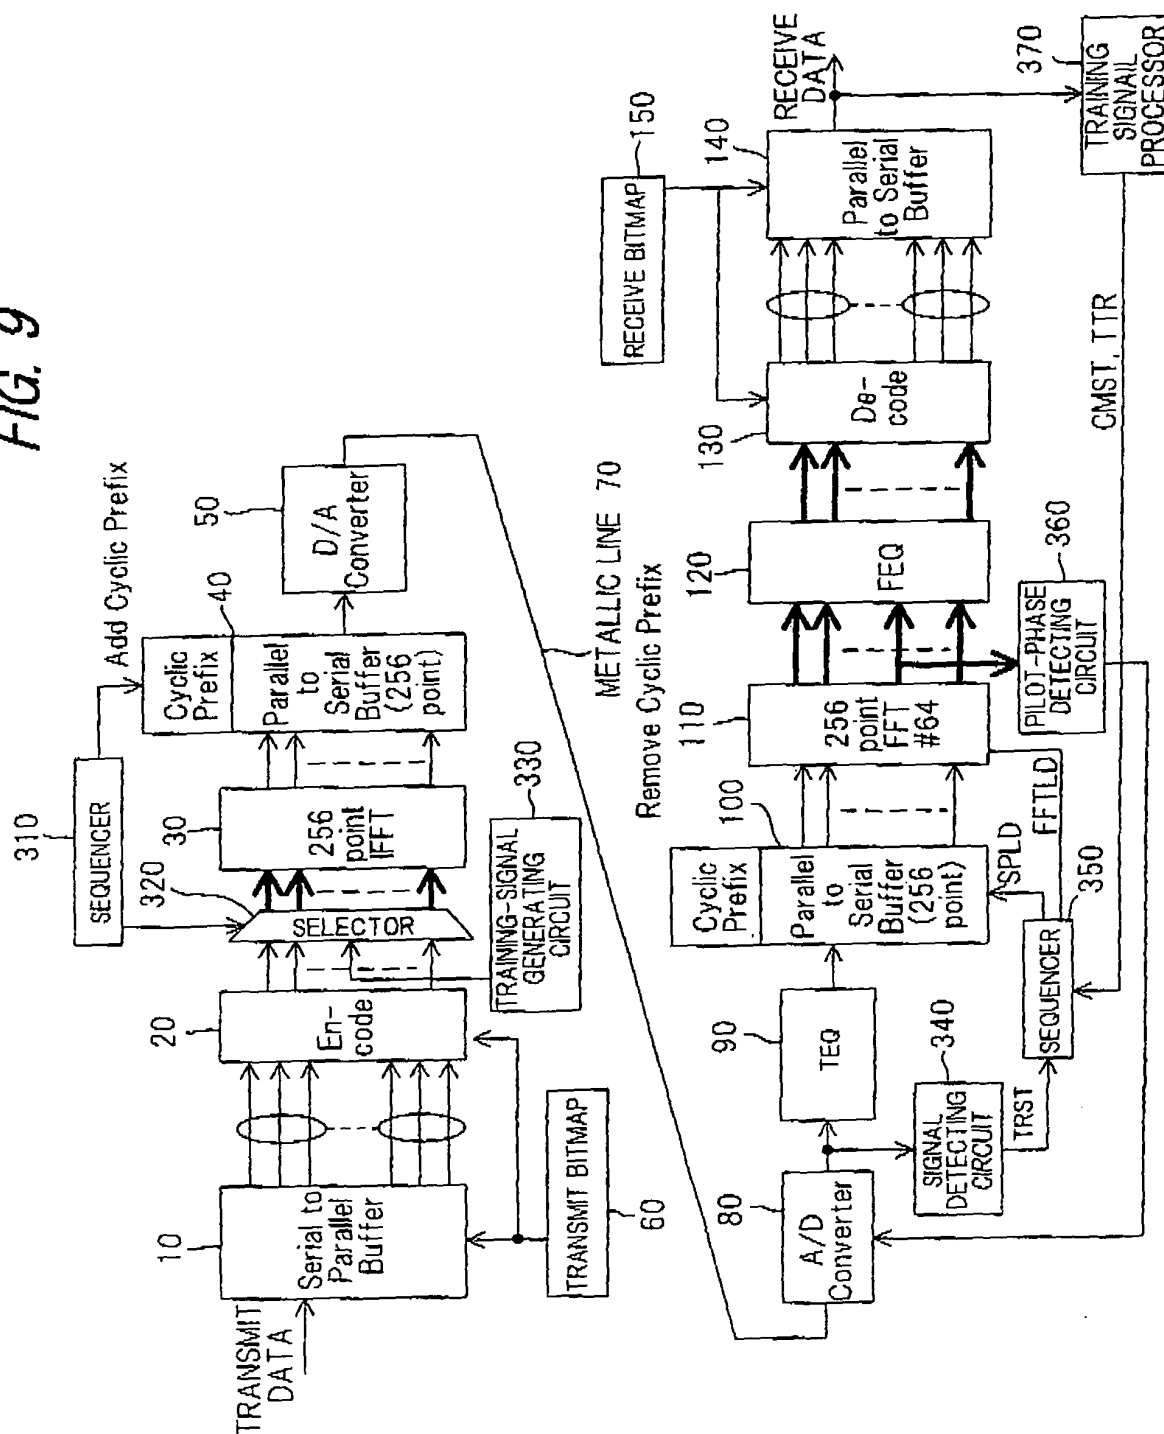 FIG. 9
TRANSMIT
DATA
10
Serial to
Parallel
Buffer
20
En-
code
320
SELECTOR
310
SEQUENCER
30
256
point
IFFT
Add Cyclic Prefix
Cyclic
Prefix
40
Parallel
to
Serial
Buffer
(256
point)
50
D/A
Converter
TRANSMIT BITMAP
60
TRAINING-SIGNAL
GENERATING
CIRCUIT
330
METALLIC LINE 70
Remove Cyclic Prefix
80
A/D
Converter
90
TEQ
100
Cyclic
Prefix
Parallel
to
Serial
Buffer
(256
point)
110
256
point
FFT
#64
120
FEQ
130
De-
code
140
Parallel
to Serial
Buffer
RECEIVE BITMAP
150
RECEIVE
DATA
SIGNAL
DETECTING
CIRCUIT
340
TRST
SEQUENCER
350
SPLD
FFTLD
PILOT-PHASE
DETECTING
CIRCUIT
360
CMST, TTR
370
TRAINING
SIGNAIL
PROCESSOR